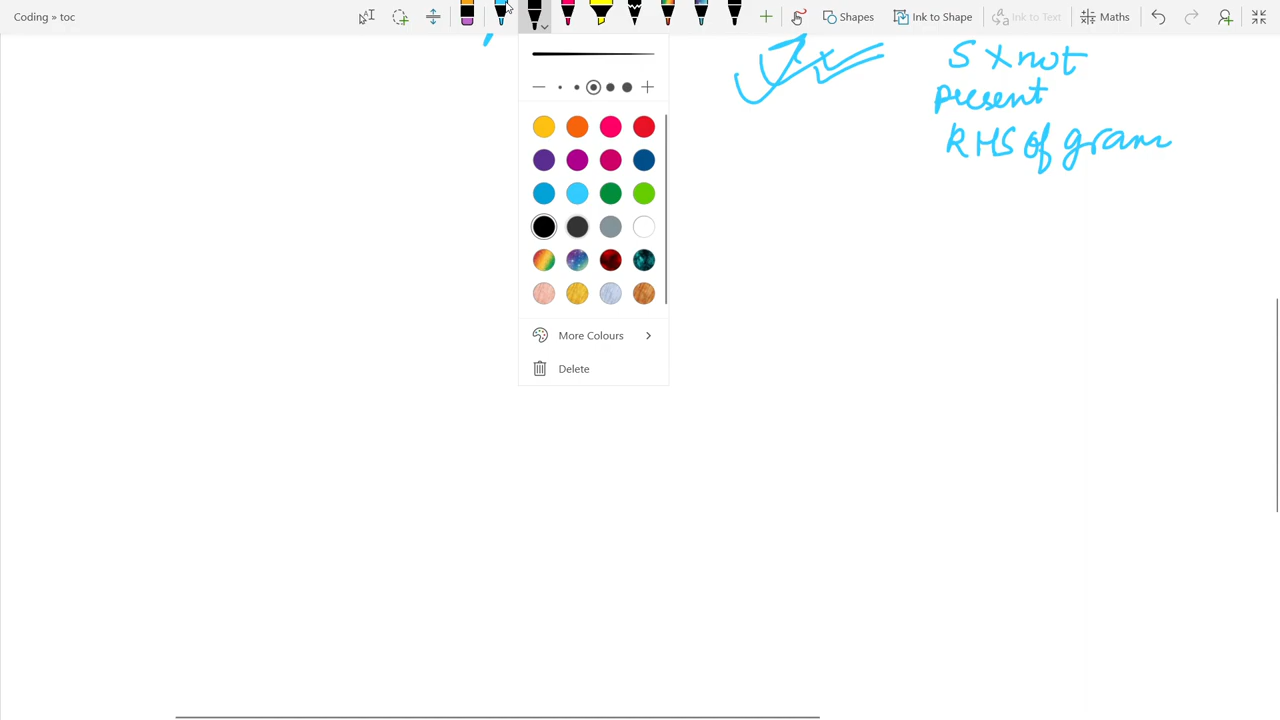 Coding » toc
Shapes
Ink to Shape
Ink to Text
Maths
S X not
present
RHS of gram
More Colours
Delete